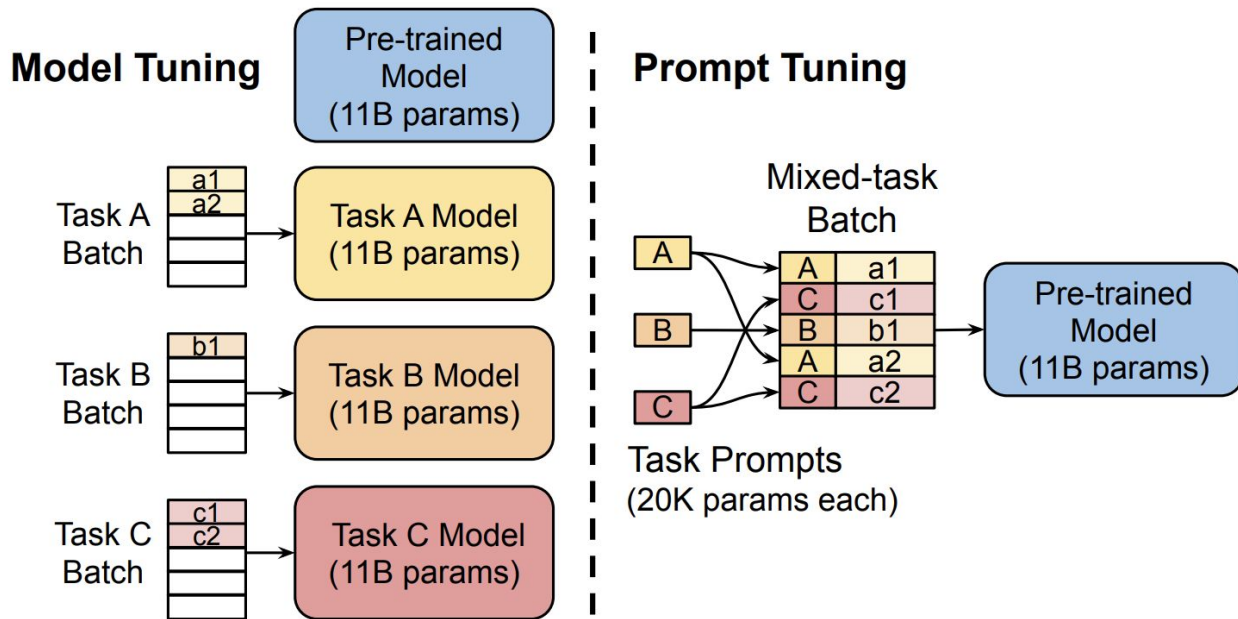 Model Tuning
Pre-trained
Model
(11B params)
a1
a2
Task A
Batch
Task A Model
(11B params)
b1
Task B
Batch
Task B Model
(11B params)
c1
c2
Task C
Batch
Task C Model
(11B params)
Prompt Tuning
Mixed-task
Batch
A
B
C
A a1
C c1
B b1
A a2
C c2
Pre-trained
Model
(11B params)
Task Prompts
(20K params each)